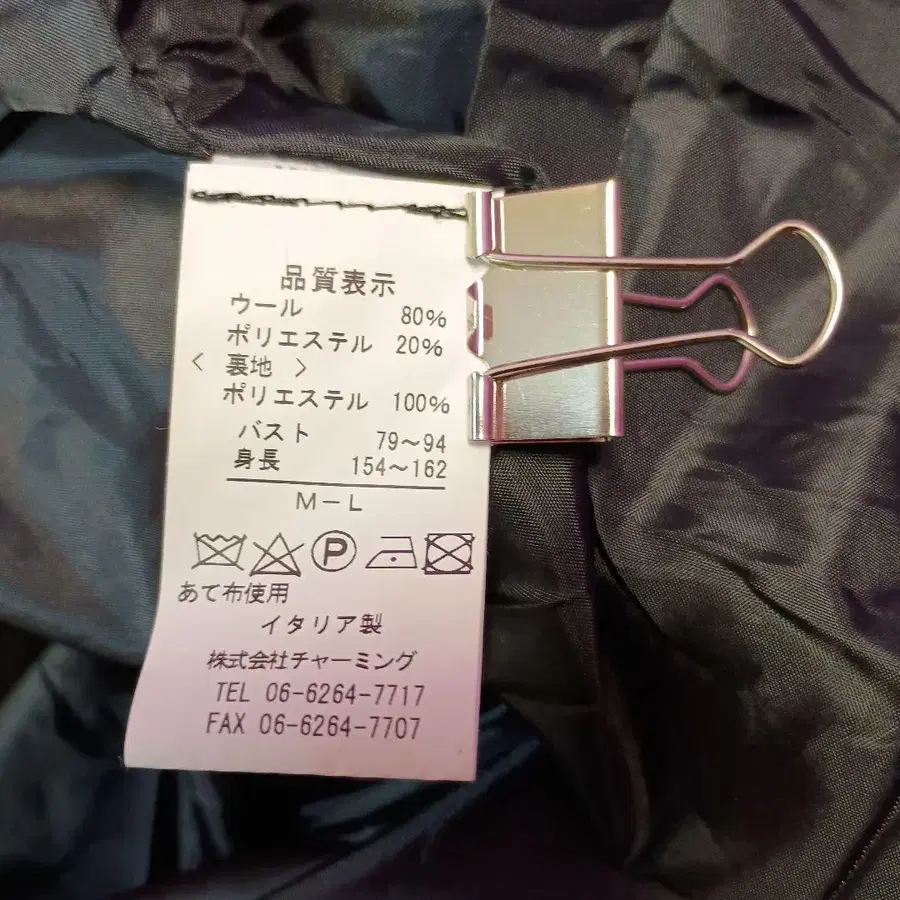 品質表示
ウール 80%
ポリエステル 20%
< 裏地 >
ポリエステル 100%
バスト 79~94
身長 154~162
M-L
P
あて布使用
イタリア製
株式会社チャーミング
TEL 06-6264-7717
FAX 06-6264-7707